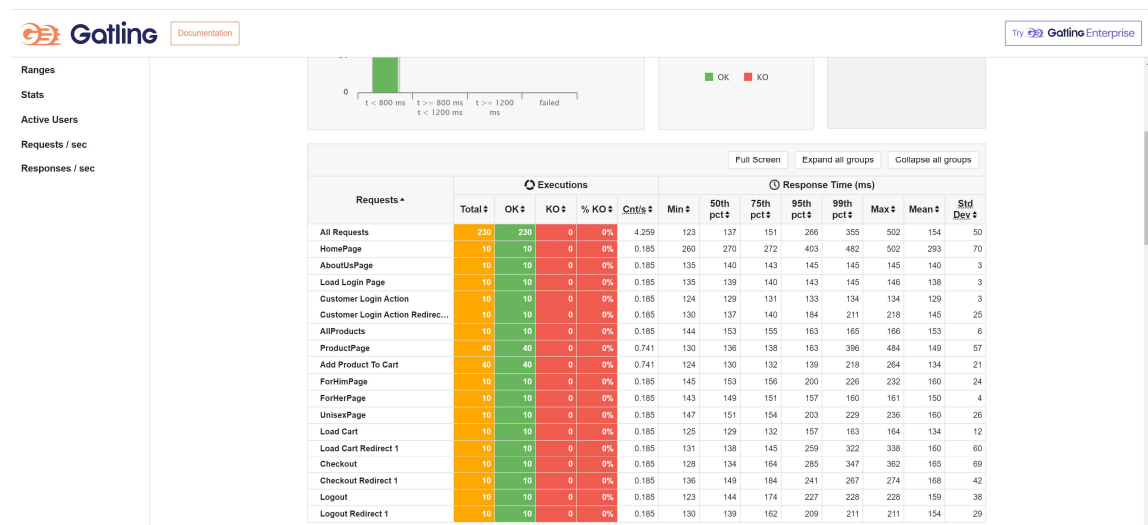 Gatling
Documentation
Try Gatling Enterprise
Ranges
Stats
Active Users
Requests / sec
Responses / sec
0
t < 800 ms
t >= 800 ms
t < 1200 ms
t >= 1200
ms
failed
OK
KO
Full Screen
Expand all groups
Collapse all groups
Executions
Response Time (ms)
Requests Total OK KO % KO Cnt/s Min 50th pct 75th pct 95th pct 99th pct Max Mean Std Dev
All Requests 230 230 0 0% 4.259 123 137 151 266 355 502 154 50
HomePage 10 10 0 0% 0.185 260 270 272 403 482 502 293 70
AboutUsPage 10 10 0 0% 0.185 135 140 143 145 145 145 140 3
Load Login Page 10 10 0 0% 0.185 135 139 140 143 145 146 138 3
Customer Login Action 10 10 0 0% 0.185 124 129 131 133 134 134 129 3
Customer Login Action Redirec... 10 10 0 0% 0.185 130 137 140 184 211 218 145 25
AllProducts 10 10 0 0% 0.185 144 153 155 163 165 166 153 6
ProductPage 40 40 0 0% 0.741 130 136 138 163 396 484 149 57
Add Product To Cart 40 40 0 0% 0.741 124 130 132 139 218 264 134 21
ForHimPage 10 10 0 0% 0.185 145 153 156 200 226 232 160 24
ForHerPage 10 10 0 0% 0.185 143 149 151 157 160 161 150 4
UnisexPage 10 10 0 0% 0.185 147 151 154 203 229 236 160 26
Load Cart 10 10 0 0% 0.185 125 129 132 157 163 164 134 12
Load Cart Redirect 1 10 10 0 0% 0.185 131 138 145 259 322 338 160 60
Checkout 10 10 0 0% 0.185 128 134 164 285 347 362 165 69
Checkout Redirect 1 10 10 0 0% 0.185 136 149 184 241 267 274 168 42
Logout 10 10 0 0% 0.185 123 144 174 227 228 228 159 38
Logout Redirect 1 10 10 0 0% 0.185 130 139 162 209 211 211 154 29